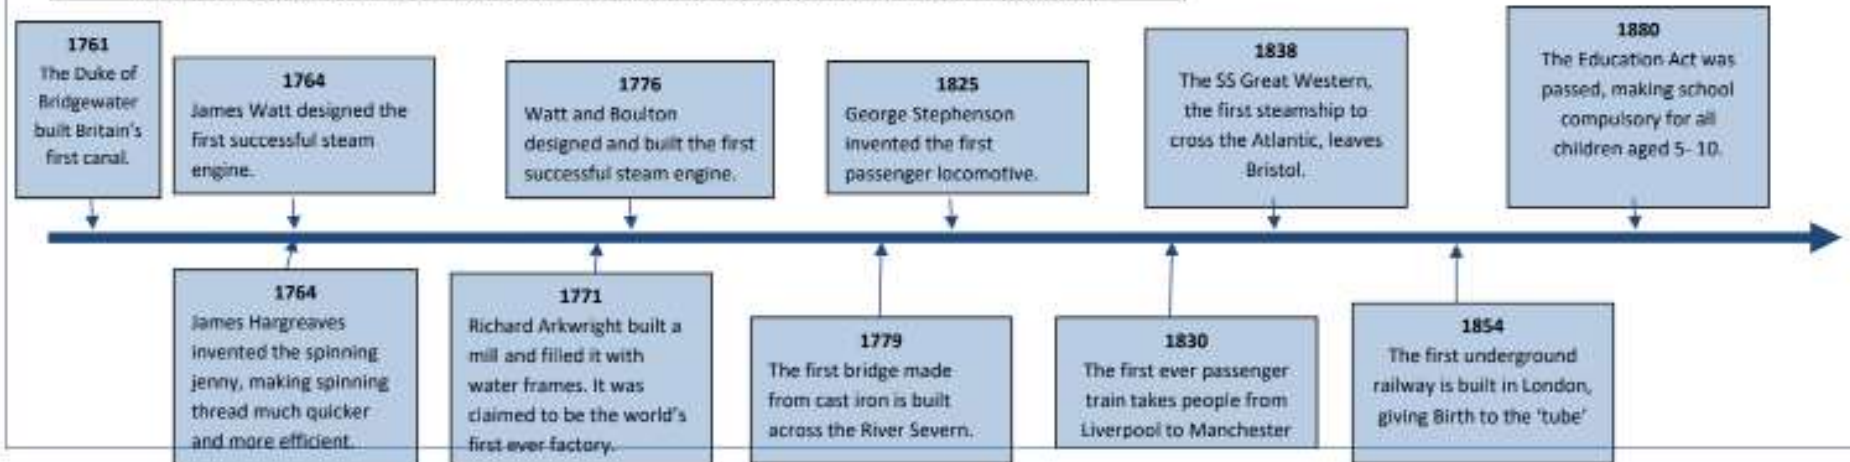 1761
The Duke of
Bridgewater
built Britain's
first canal.
1764
James Watt designed the
first successful steam
engine.
1776
Watt and Boulton
designed and built the first
successful steam engine.
1825
George Stephenson
invented the first
passenger locomotive.
1838
The SS Great Western,
the first steamship to
cross the Atlantic, leaves
Bristol.
1880
The Education Act was
passed, making school
compulsory for all
children aged 5- 10.
1764
James Hargreaves
invented the spinning
jenny, making spinning
thread much quicker
and more efficient.
1771
Richard Arkwright built a
mill and filled it with
water frames. It was
claimed to be the world's
first ever factory.
1779
The first bridge made
from cast iron is built
across the River Severn.
1830
The first ever passenger
train takes people from
Liverpool to Manchester
1854
The first underground
railway is built in London,
giving Birth to the 'tube'